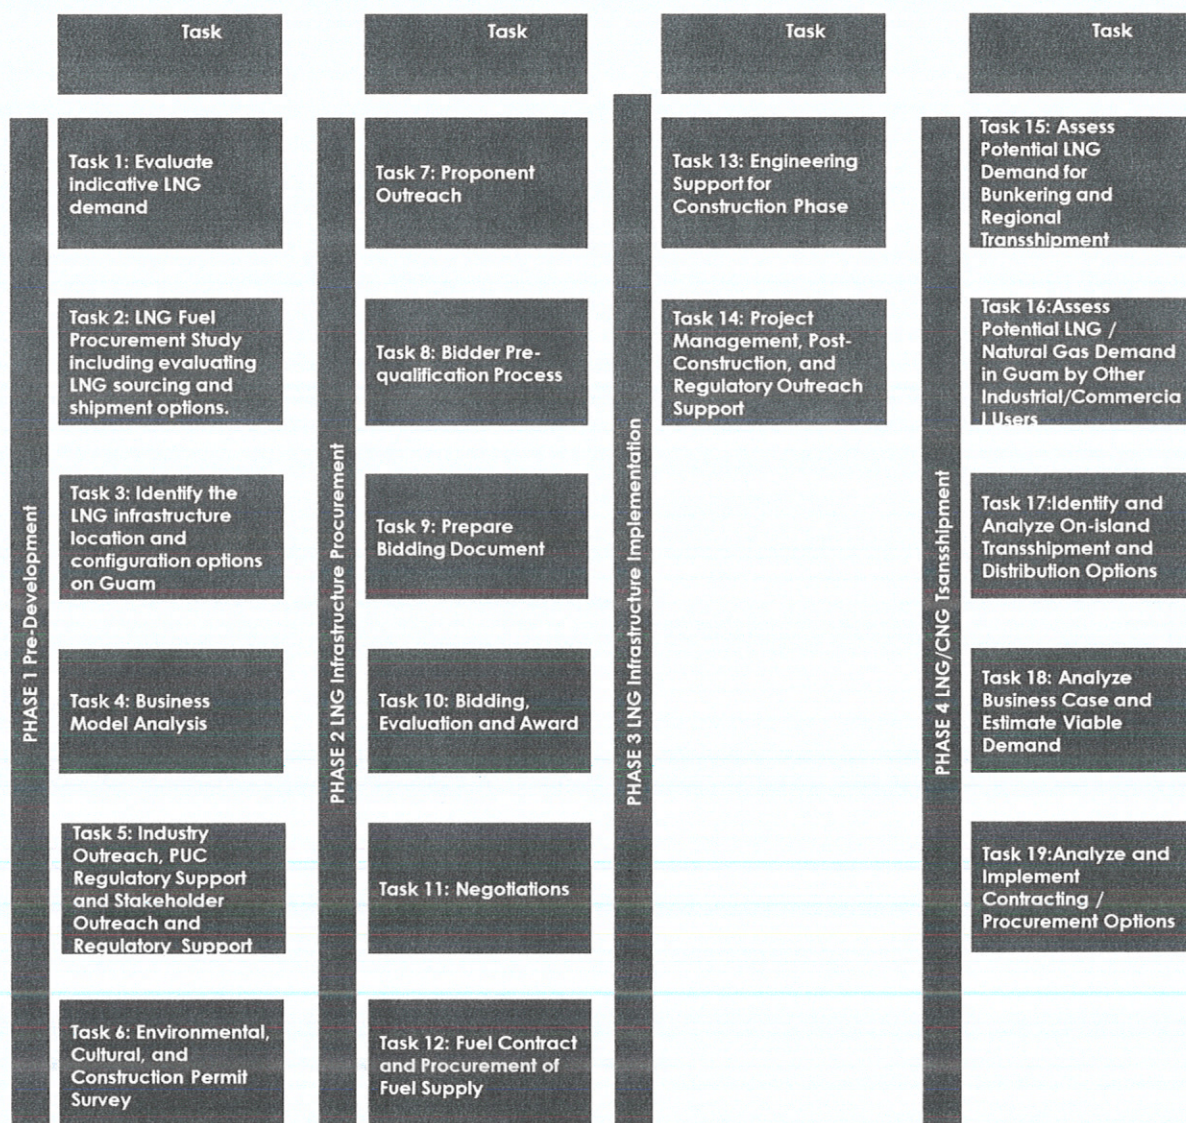 Task
PHASE 1 Pre-Development
Task 1: Evaluate
indicative LNG
demand
Task 2: LNG Fuel
Procurement Study
including evaluating
LNG sourcing and
shipment options.
Task 3: Identify the
LNG infrastructure
location and
configuration options
on Guam
Task 4: Business
Model Analysis
Task 5: Industry
Outreach, PUC
Regulatory Support
and Stakeholder
Outreach and
Regulatory Support
Task 6: Environmental,
Cultural, and
Construction Permit
Survey
Task
PHASE 2 LNG Infrastructure Procurement
Task 7: Proponent
Outreach
Task 8: Bidder Pre-
qualification Process
Task 9: Prepare
Bidding Document
Task 10: Bidding,
Evaluation and Award
Task 11: Negotiations
Task 12: Fuel Contract
and Procurement of
Fuel Supply
Task
PHASE 3 LNG Infrastructure Implementation
Task 13: Engineering
Support for
Construction Phase
Task 14: Project
Management, Post-
Construction, and
Regulatory Outreach
Support
Task
PHASE 4 LNG/CNG Tsansshipment
Task 15: Assess
Potential LNG
Demand for
Bunkering and
Regional
Transshipment
Task 16:Assess
Potential LNG /
Natural Gas Demand
in Guam by Other
Industrial/Commercia
l Users
Task 17:Identify and
Analyze On-island
Transshipment and
Distribution Options
Task 18: Analyze
Business Case and
Estimate Viable
Demand
Task 19:Analyze and
Implement
Contracting /
Procurement Options